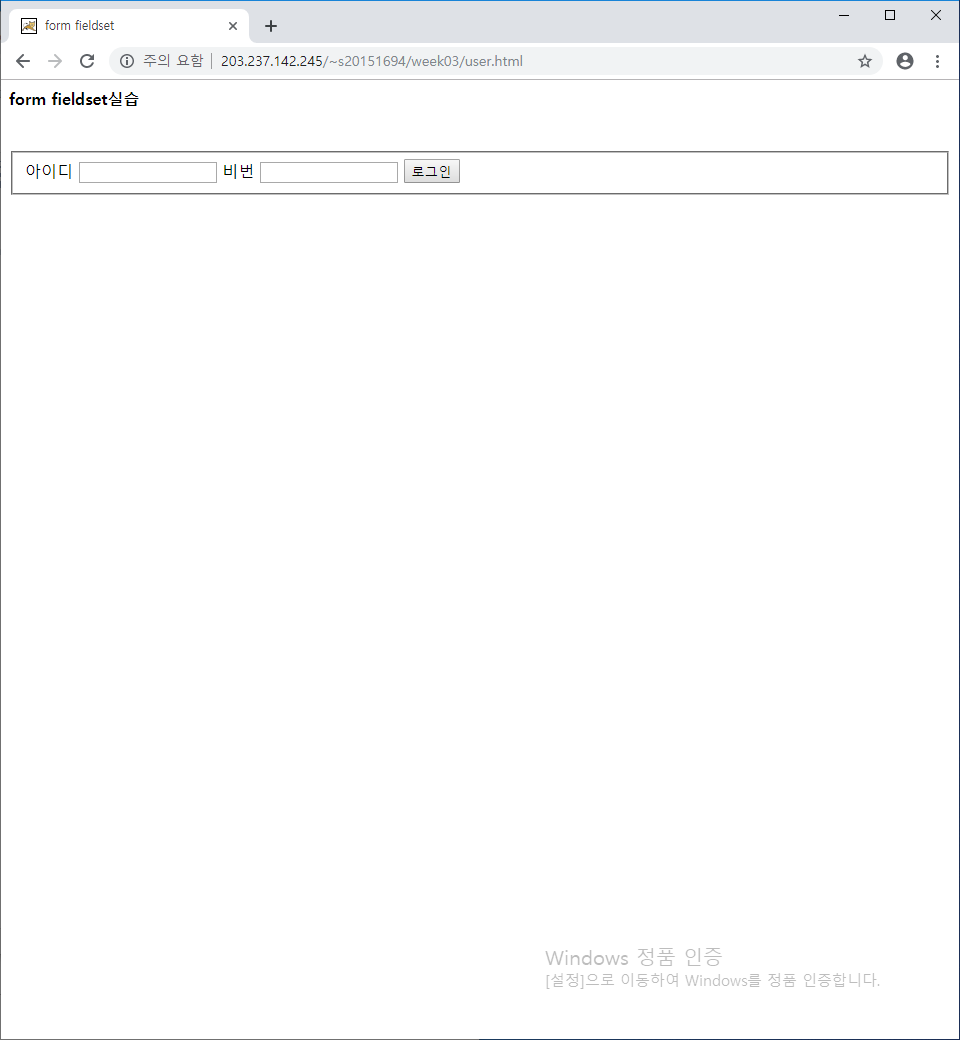 form fieldset
주의 요함 | 203.237.142.245/~s20151694/week03/user.html
form fieldset실습
아이디 비번 로그인
Windows 정품 인증
[설정]으로 이동하여 Windows를 정품 인증합니다.